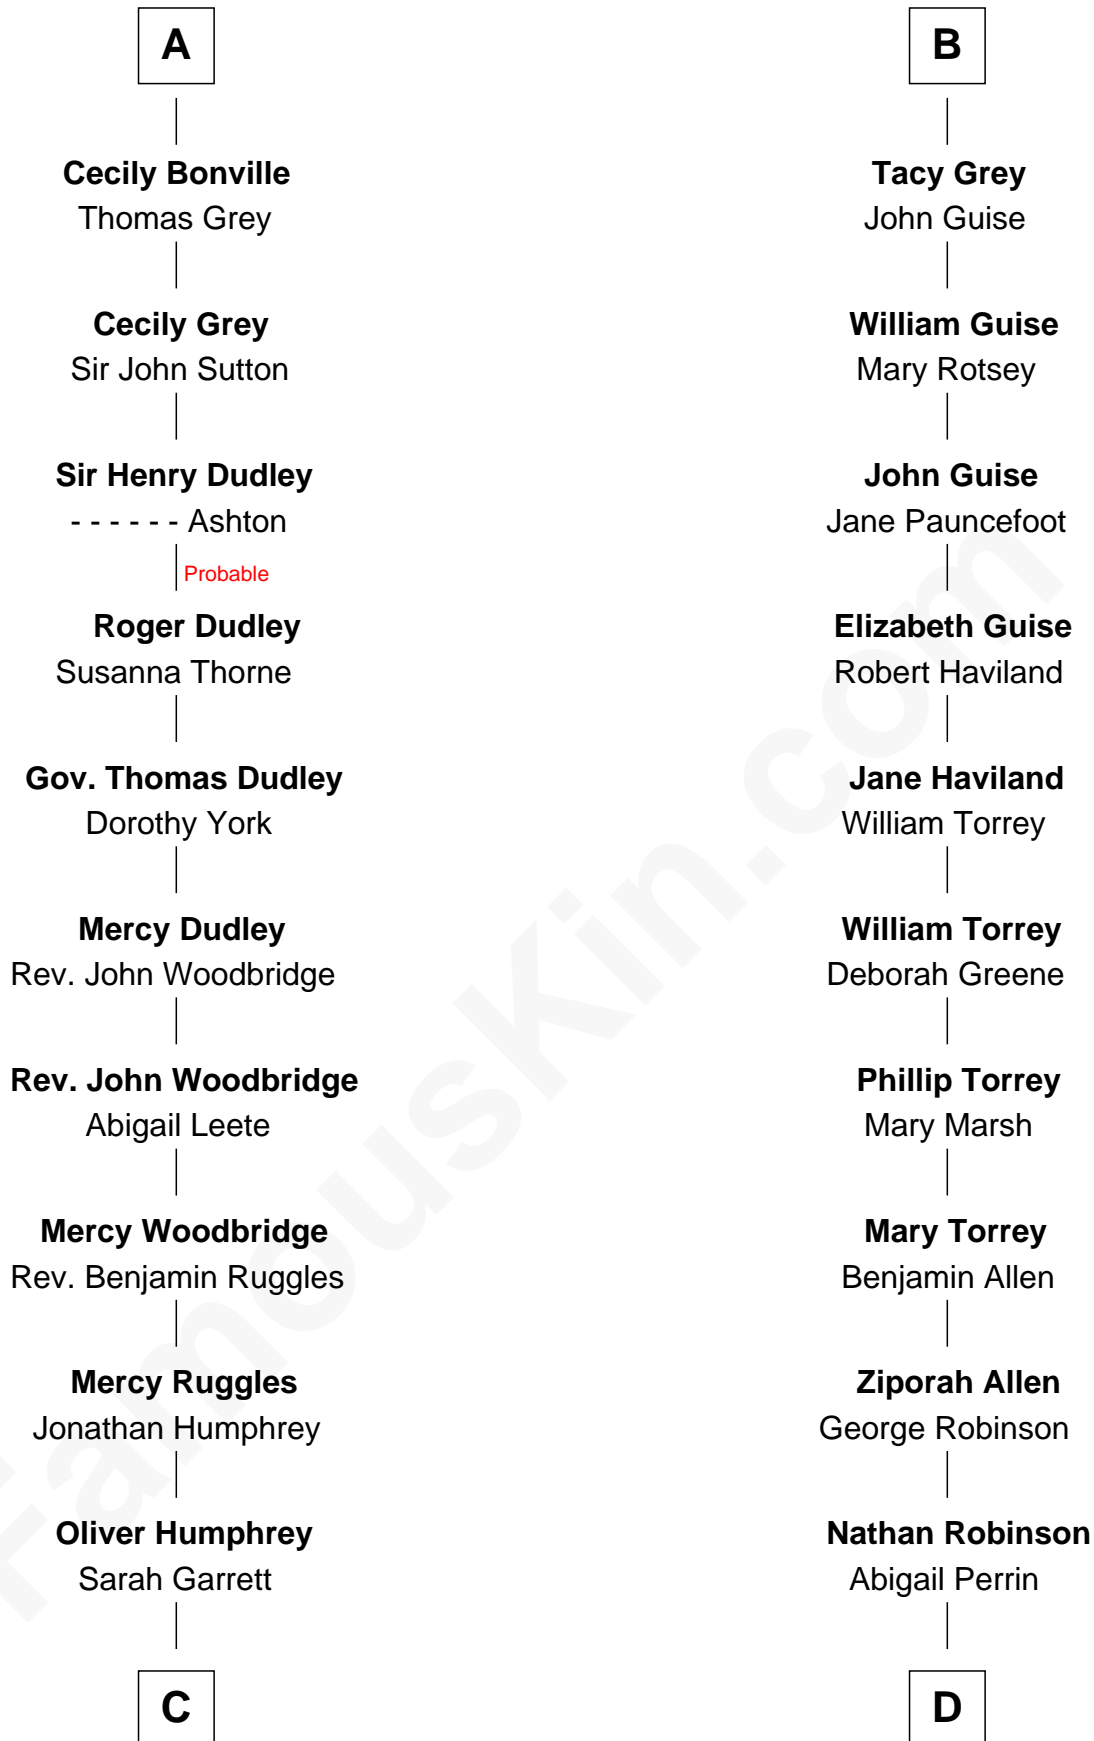 A
Cecily Bonville
Thomas Grey
Cecily Grey
Sir John Sutton
Sir Henry Dudley
- - - - - - Ashton
Probable
Roger Dudley
Susanna Thorne
Gov. Thomas Dudley
Dorothy York
Mercy Dudley
Rev. John Woodbridge
Rev. John Woodbridge
Abigail Leete
Mercy Woodbridge
Rev. Benjamin Ruggles
Mercy Ruggles
Jonathan Humphrey
Oliver Humphrey
Sarah Garrett
C
B
Tacy Grey
John Guise
William Guise
Mary Rotsey
John Guise
Jane Pauncefoot
Elizabeth Guise
Robert Haviland
Jane Haviland
William Torrey
William Torrey
Deborah Greene
Phillip Torrey
Mary Marsh
Mary Torrey
Benjamin Allen
Ziporah Allen
George Robinson
Nathan Robinson
Abigail Perrin
D
FamousKin.com